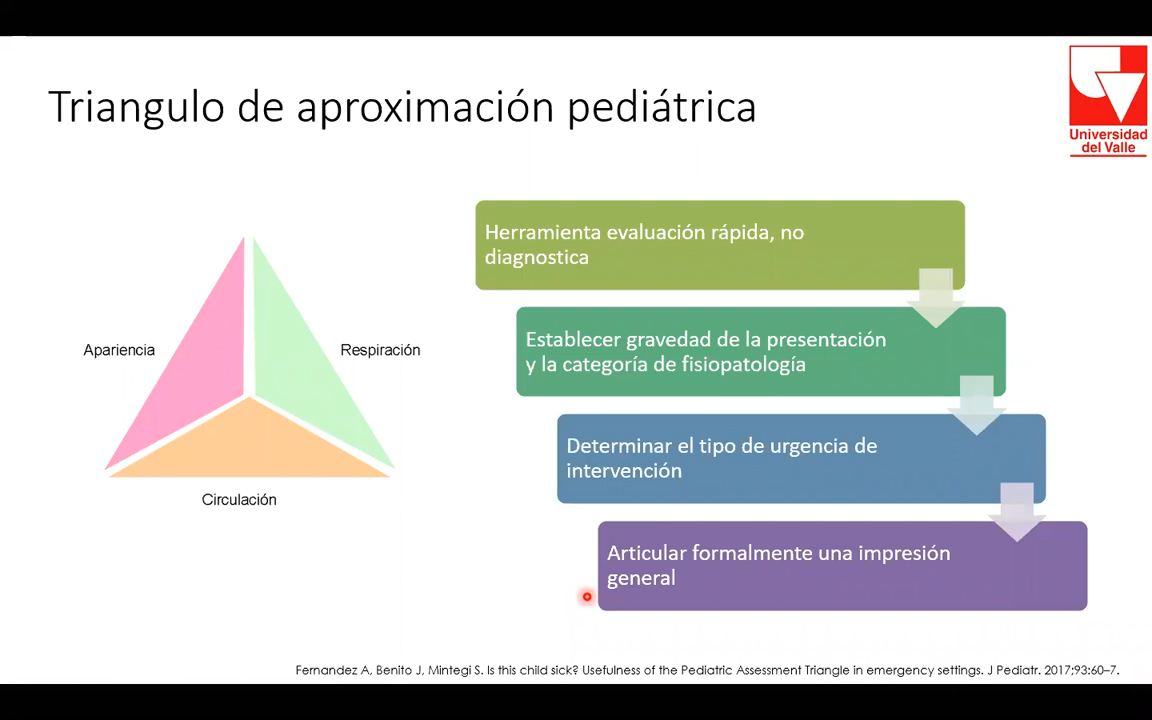 Triangulo de aproximación pediátrica
Universidad
del Valle
Apariencia
Respiración
Circulación
Herramienta evaluación rápida, no
diagnostica
Establecer gravedad de la presentación
y la categoría de fisiopatología
Determinar el tipo de urgencia de
intervención
Articular formalmente una impresión
general
Fernandez A, Benito J, Mintegi S. Is this child sick? Usefulness of the Pediatric Assessment Triangle in emergency settings. J Pediatr. 2017;93:60–7.